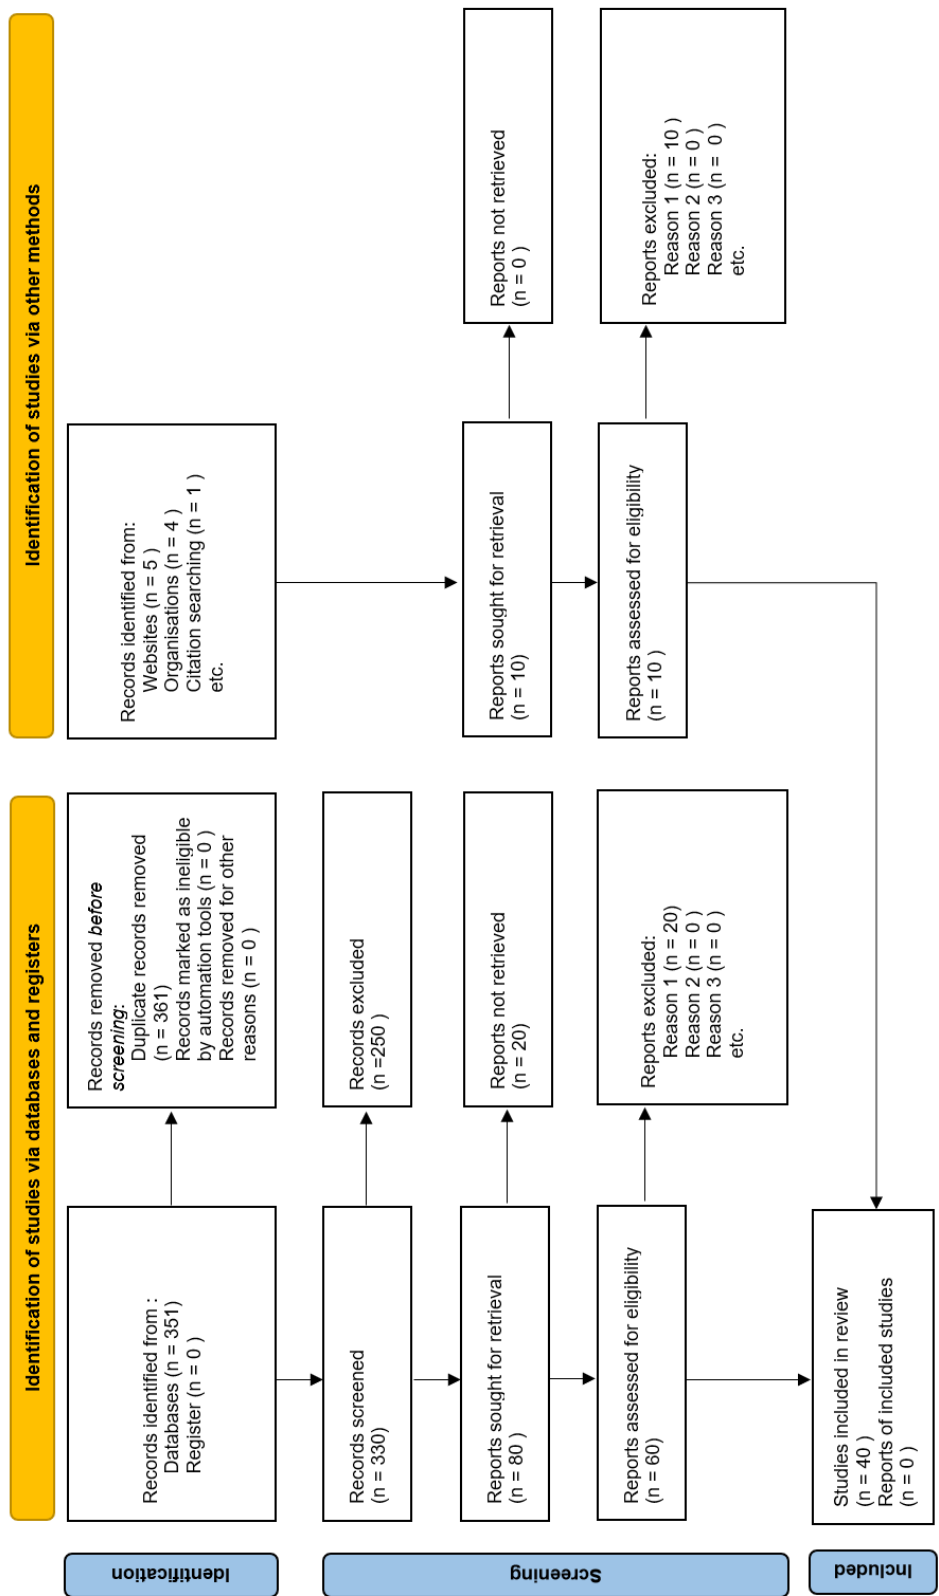 Identification of studies via databases and registers
Identification of studies via other methods
Identification
Records identified from :
Databases (n = 351)
Register (n = 0 )
Records removed before
screening:
Duplicate records removed
(n = 361)
Records marked as ineligible
by automation tools (n = 0 )
Records removed for other
reasons (n = 0 )
Records identified from:
Websites (n = 5 )
Organisations (n = 4 )
Citation searching (n = 1 )
etc.
Screening
Records screened
(n = 330)
Records excluded
(n =250 )
Reports sought for retrieval
(n = 80 )
Reports not retrieved
(n = 20)
Reports sought for retrieval
(n = 10)
Reports not retrieved
(n = 0 )
Reports assessed for eligibility
(n = 60)
Reports excluded:
Reason 1 (n = 20)
Reason 2 (n = 0 )
Reason 3 (n = 0 )
etc.
Reports assessed for eligibility
(n = 10 )
Reports excluded:
Reason 1 (n = 10 )
Reason 2 (n = 0 )
Reason 3 (n =  0 )
etc.
Included
Studies included in review
(n = 40 )
Reports of included studies
(n = 0 )